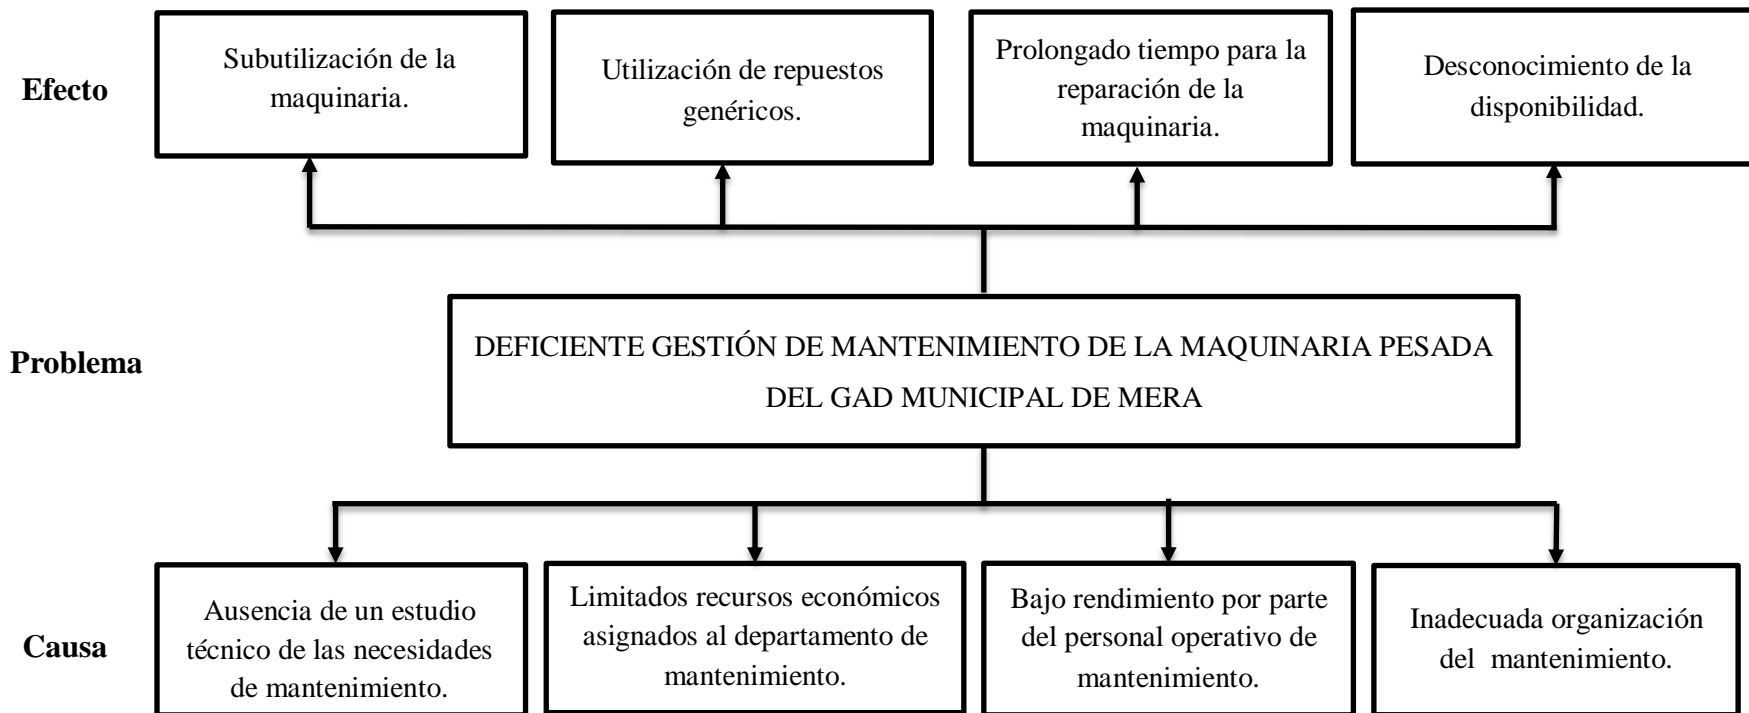 Efecto
Subutilización de la
maquinaria.
Utilización de repuestos
genéricos.
Prolongado tiempo para la
reparación de la
maquinaria.
Desconocimiento de la
disponibilidad.
Problema
DEFICIENTE GESTIÓN DE MANTENIMIENTO DE LA MAQUINARIA PESADA
DEL GAD MUNICIPAL DE MERA
Causa
Ausencia de un estudio
técnico de las necesidades
de mantenimiento.
Limitados recursos económicos
asignados al departamento de
mantenimiento.
Bajo rendimiento por parte
del personal operativo de
mantenimiento.
Inadecuada organización
del  mantenimiento.